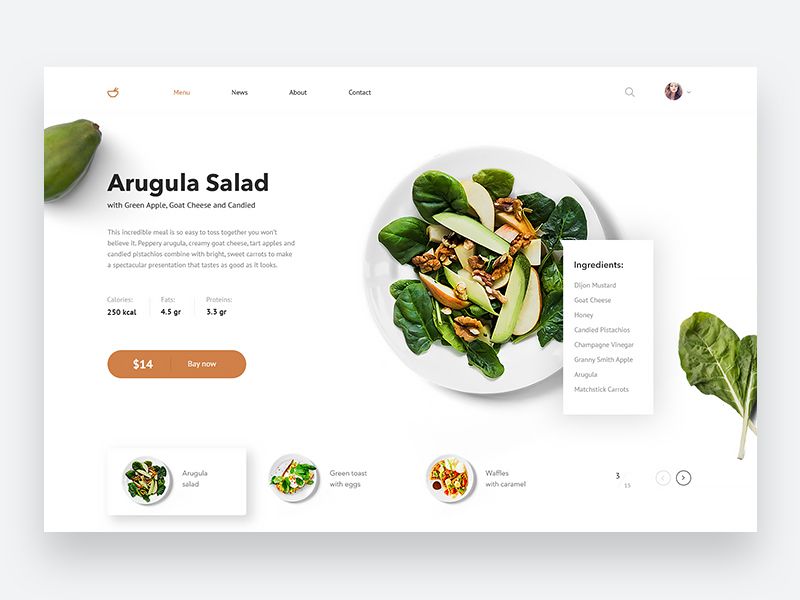 Menu
News
About
Contact
Arugula Salad
with Green Apple, Goat Cheese and Candied
This incredible meal is so easy to toss together you won't
believe it. Peppery arugula, creamy goat cheese, tart apples and
candied pistachios combine with bright, sweet carrots to make
a spectacular presentation that tastes as good as it looks.
Calories:
250 kcal
Fats:
4.5 gr
Proteins:
3.3 gr
$14
Bay now
Ingredients:
Dijon Mustard
Goat Cheese
Honey
Candied Pistachios
Champagne Vinegar
Granny Smith Apple
Arugula
Matchstick Carrots
Arugula
salad
Green toast
with eggs
Waffles
with caramel
3
15